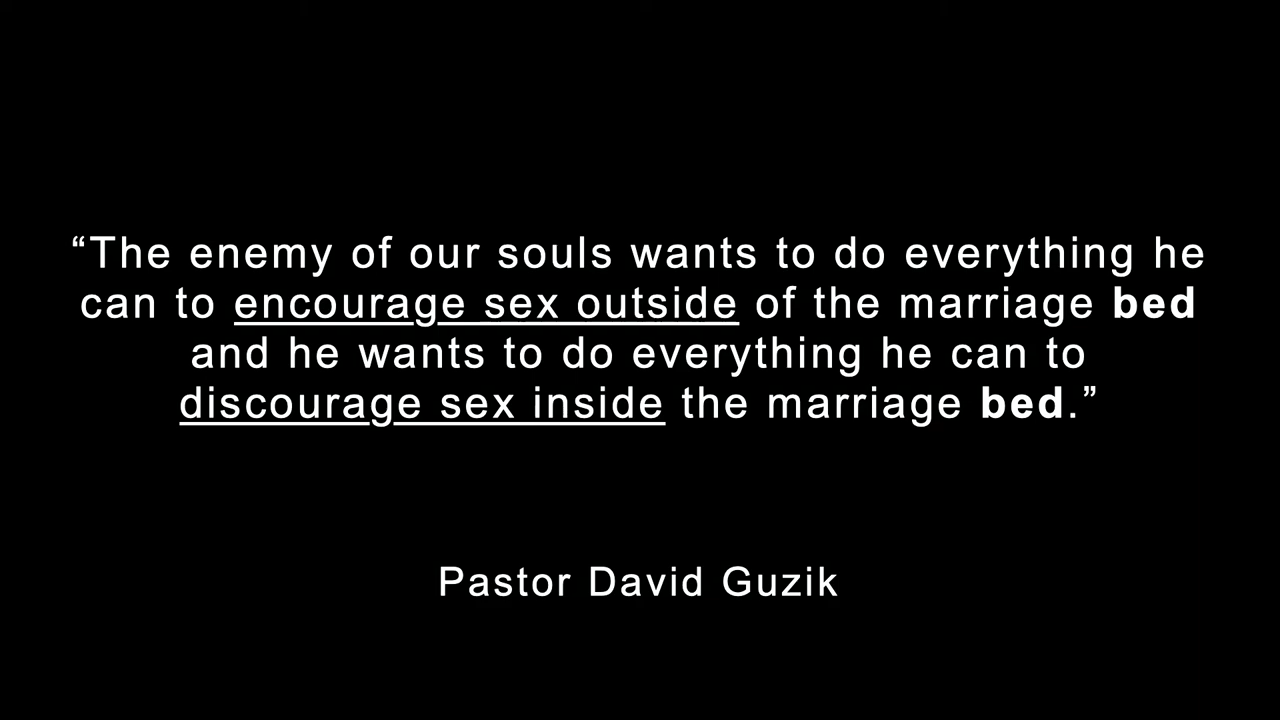 “The enemy of our souls wants to do everything he
can to encourage sex outside of the marriage bed
and he wants to do everything he can to
discourage sex inside the marriage bed.”
Pastor David Guzik